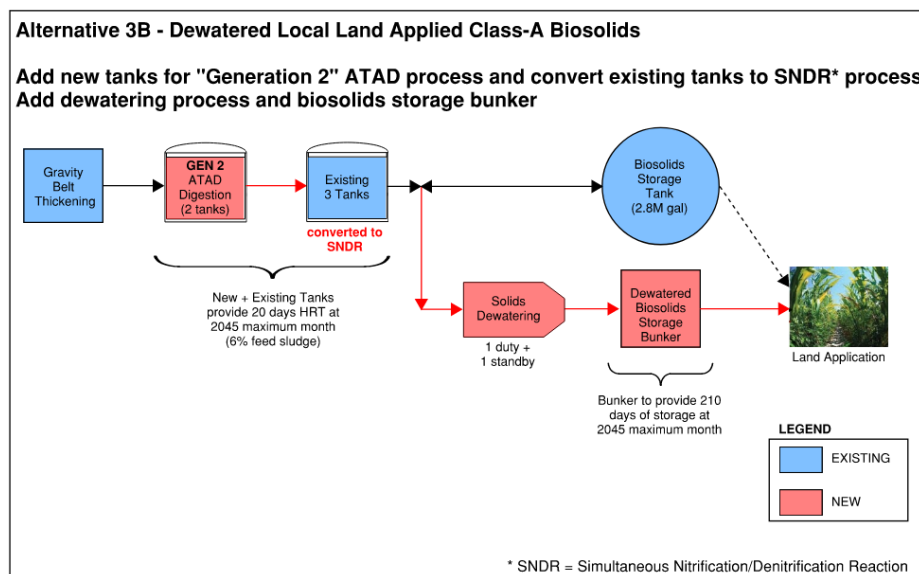 Alternative 3B - Dewatered Local Land Applied Class-A Biosolids
Add new tanks for "Generation 2" ATAD process and convert existing tanks to SNDR* process
Add dewatering process and biosolids storage bunker
Gravity
Belt
Thickening
GEN 2
ATAD
Digestion
(2 tanks)
Existing
3 Tanks
converted to
SNDR
Biosolids
Storage
Tank
(2.8M gal)
New + Existing Tanks
provide 20 days HRT at
2045 maximum month
(6% feed sludge)
Solids
Dewatering
1 duty +
1 standby
Dewatered
Biosolids
Storage
Bunker
Bunker to provide 210
days of storage at
2045 maximum month
Land Application
LEGEND
EXISTING
NEW
* SNDR = Simultaneous Nitrification/Denitrification Reaction